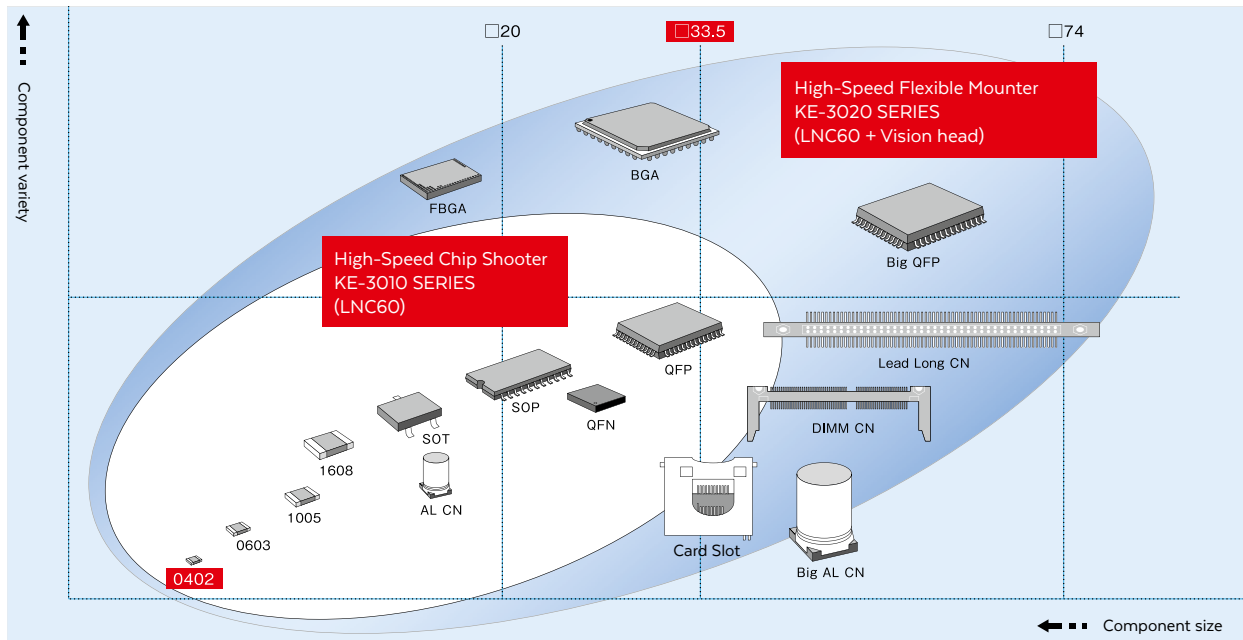 □20
□33.5
□74
Component variety
High-Speed Flexible Mounter
KE-3020 SERIES
(LNC60 + Vision head)
BGA
FBGA
Big QFP
High-Speed Chip Shooter
KE-3010 SERIES
(LNC60)
QFP
Lead Long CN
SOP
QFN
DIMM CN
SOT
1608
AL CN
1005
0603
Card Slot
Big AL CN
0402
Component size